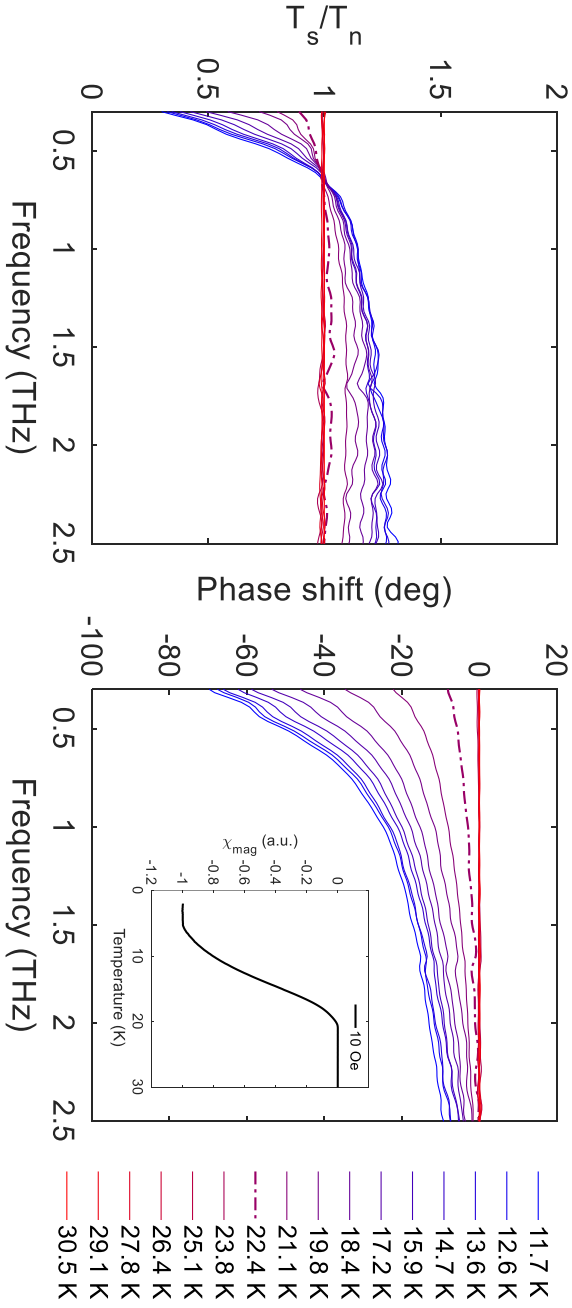 T_s/T_n
0
0.5
1
1.5
2
0.5
1
1.5
2
2.5
Frequency (THz)
Phase shift (deg)
-100
-80
-60
-40
-20
0
20
0.5
1
1.5
2
2.5
Frequency (THz)
χ_mag (a.u.)
-1.2
-1
-0.8
-0.6
-0.4
-0.2
0
0
10
20
30
Temperature (K)
10 Oe
11.7 K
12.6 K
13.6 K
14.7 K
15.9 K
17.2 K
18.4 K
19.8 K
21.1 K
22.4 K
23.8 K
25.1 K
26.4 K
27.8 K
29.1 K
30.5 K